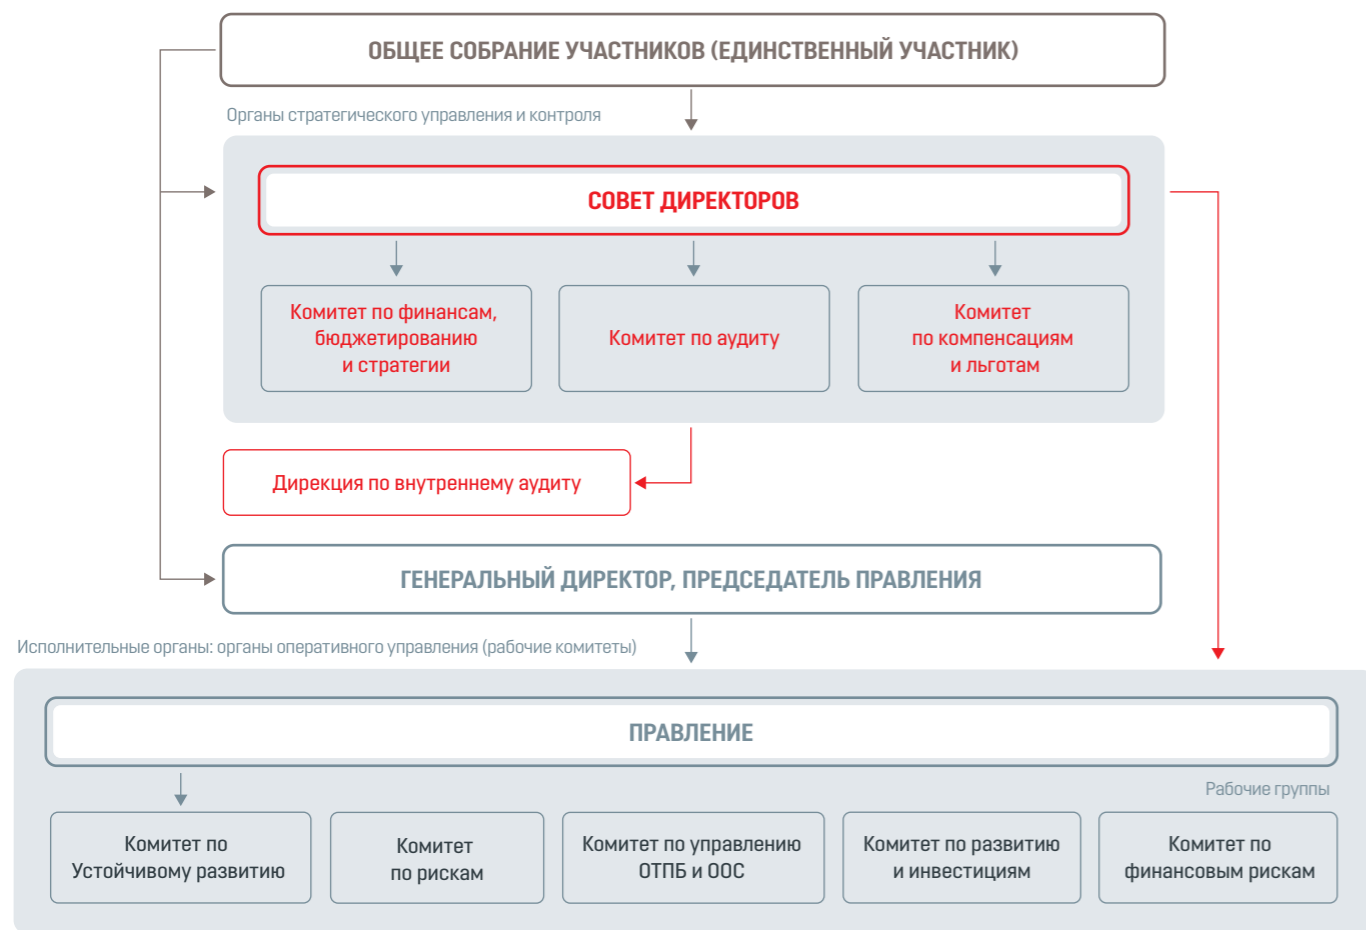 ОБЩЕЕ СОБРАНИЕ УЧАСТНИКОВ (ЕДИНСТВЕННЫЙ УЧАСТНИК)
Органы стратегического управления и контроля
СОВЕТ ДИРЕКТОРОВ
Комитет по финансам,
бюджетированию
и стратегии
Комитет по аудиту
Комитет
по компенсациям
и льготам
Дирекция по внутреннему аудиту
ГЕНЕРАЛЬНЫЙ ДИРЕКТОР, ПРЕДСЕДАТЕЛЬ ПРАВЛЕНИЯ
Исполнительные органы: органы оперативного управления (рабочие комитеты)
ПРАВЛЕНИЕ
Рабочие группы
Комитет по
Устойчивому развитию
Комитет
по рискам
Комитет по управлению
ОТПБ и ООС
Комитет по развитию
и инвестициям
Комитет по
финансовым рискам